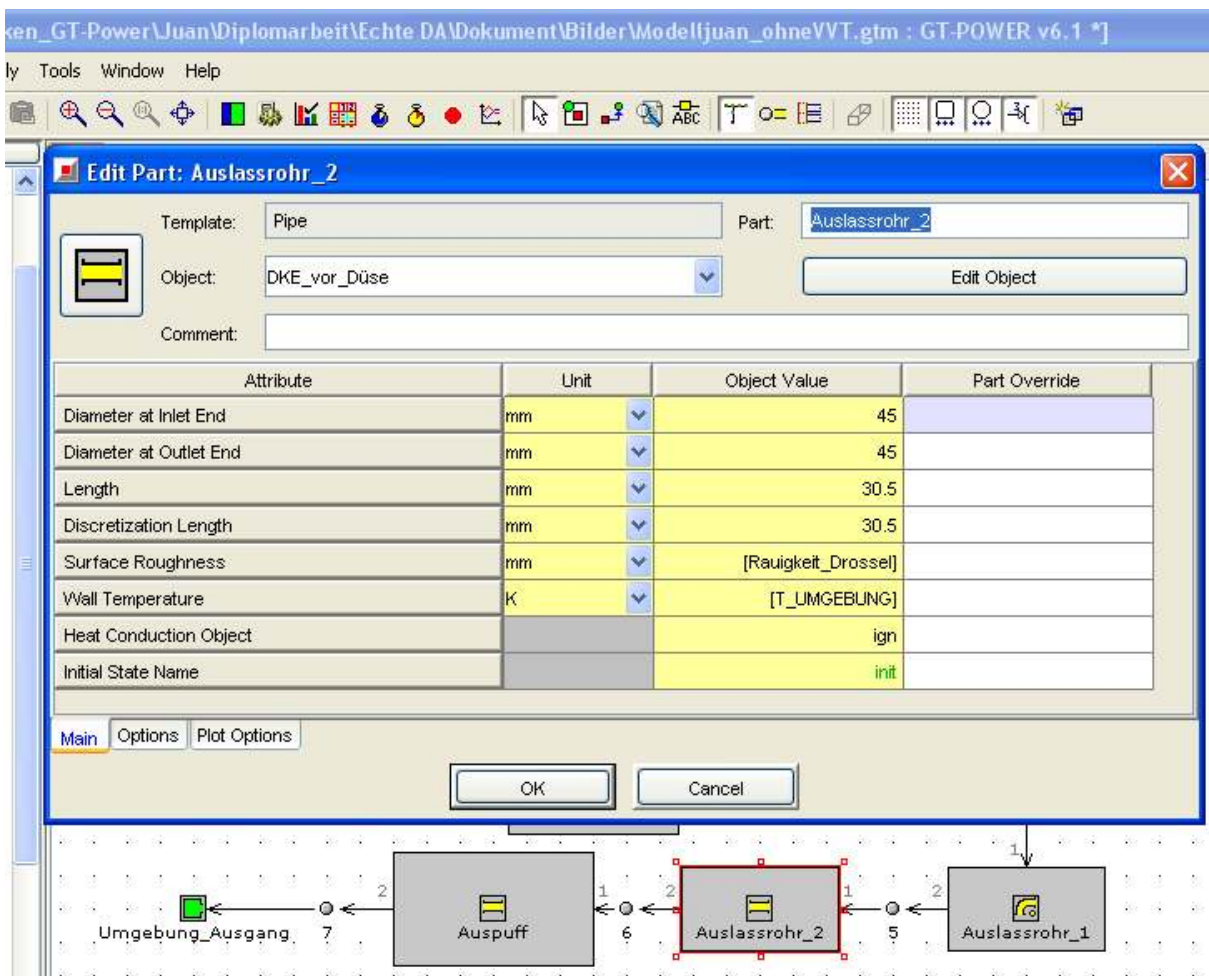 ken_GT-Power\Juan\Diplomarbeit\Echte DA\Dokument\Bilder\Modelljuan_ohneVVT.gtm : GT-POWER v6.1 *]
ly Tools Window Help
ABC
Edit Part: Auslassrohr_2
Template: Pipe Part: Auslassrohr_2
Object: DKE_vor_Düse Edit Object
Comment:
Attribute Unit Object Value Part Override
Diameter at Inlet End mm 45
Diameter at Outlet End mm 45
Length mm 30.5
Discretization Length mm 30.5
Surface Roughness mm [Rauigkeit_Drossel]
Wall Temperature K [T_UMGEBUNG]
Heat Conduction Object ign
Initial State Name init
Main Options Plot Options
OK Cancel
1
2 1 2 1 2
Umgebung_Ausgang 7 Auspuff 6 Auslassrohr_2 5 Auslassrohr_1